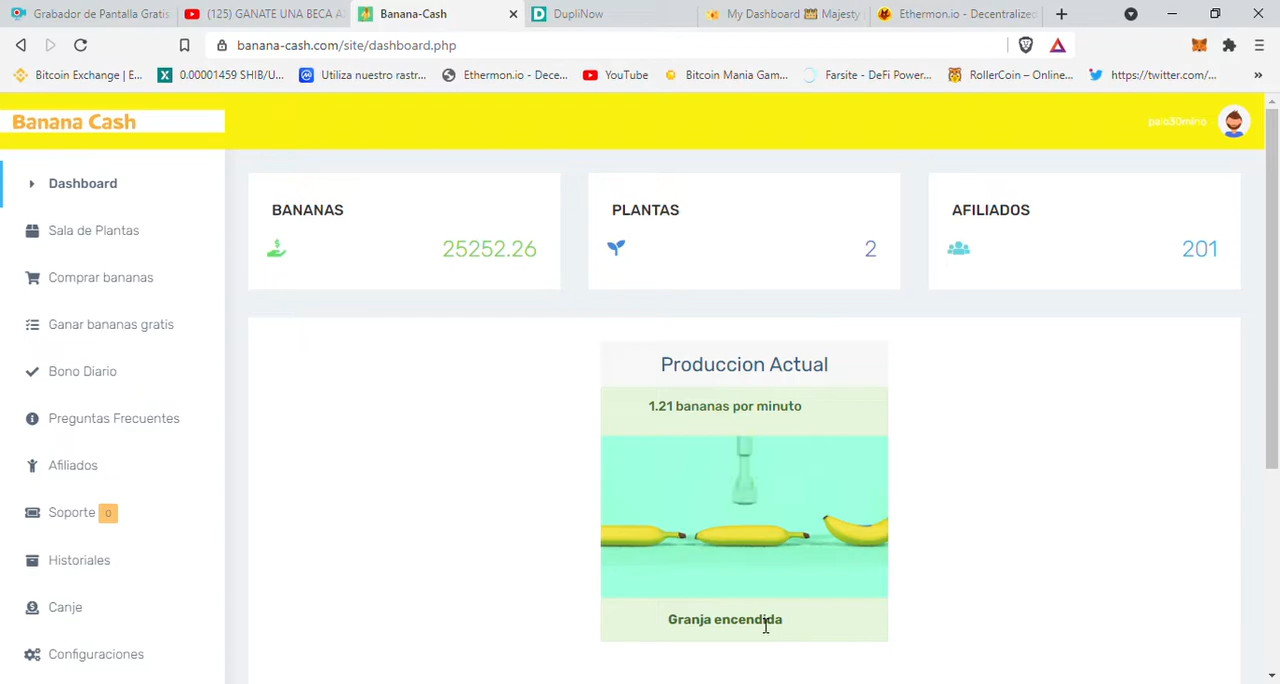 Grabador de Pantalla Gratis
(125) GANATE UNA BECA A
Banana-Cash
DupliNow
My Dashboard 👑 Majesty
Ethermon.io - Decentralized
banana-cash.com/site/dashboard.php
Bitcoin Exchange | E...
0.00001459 SHIB/U...
Utiliza nuestro rastr...
Ethermon.io - Dece...
YouTube
Bitcoin Mania Gam...
Farsite - DeFi Power...
RollerCoin – Online...
https://twitter.com/...
»
Banana Cash
palo30mino
Dashboard
Sala de Plantas
Comprar bananas
Ganar bananas gratis
Bono Diario
Preguntas Frecuentes
Afiliados
Soporte 0
Historiales
Canje
Configuraciones
BANANAS
25252.26
PLANTAS
2
AFILIADOS
201
Produccion Actual
1.21 bananas por minuto
Granja encendida